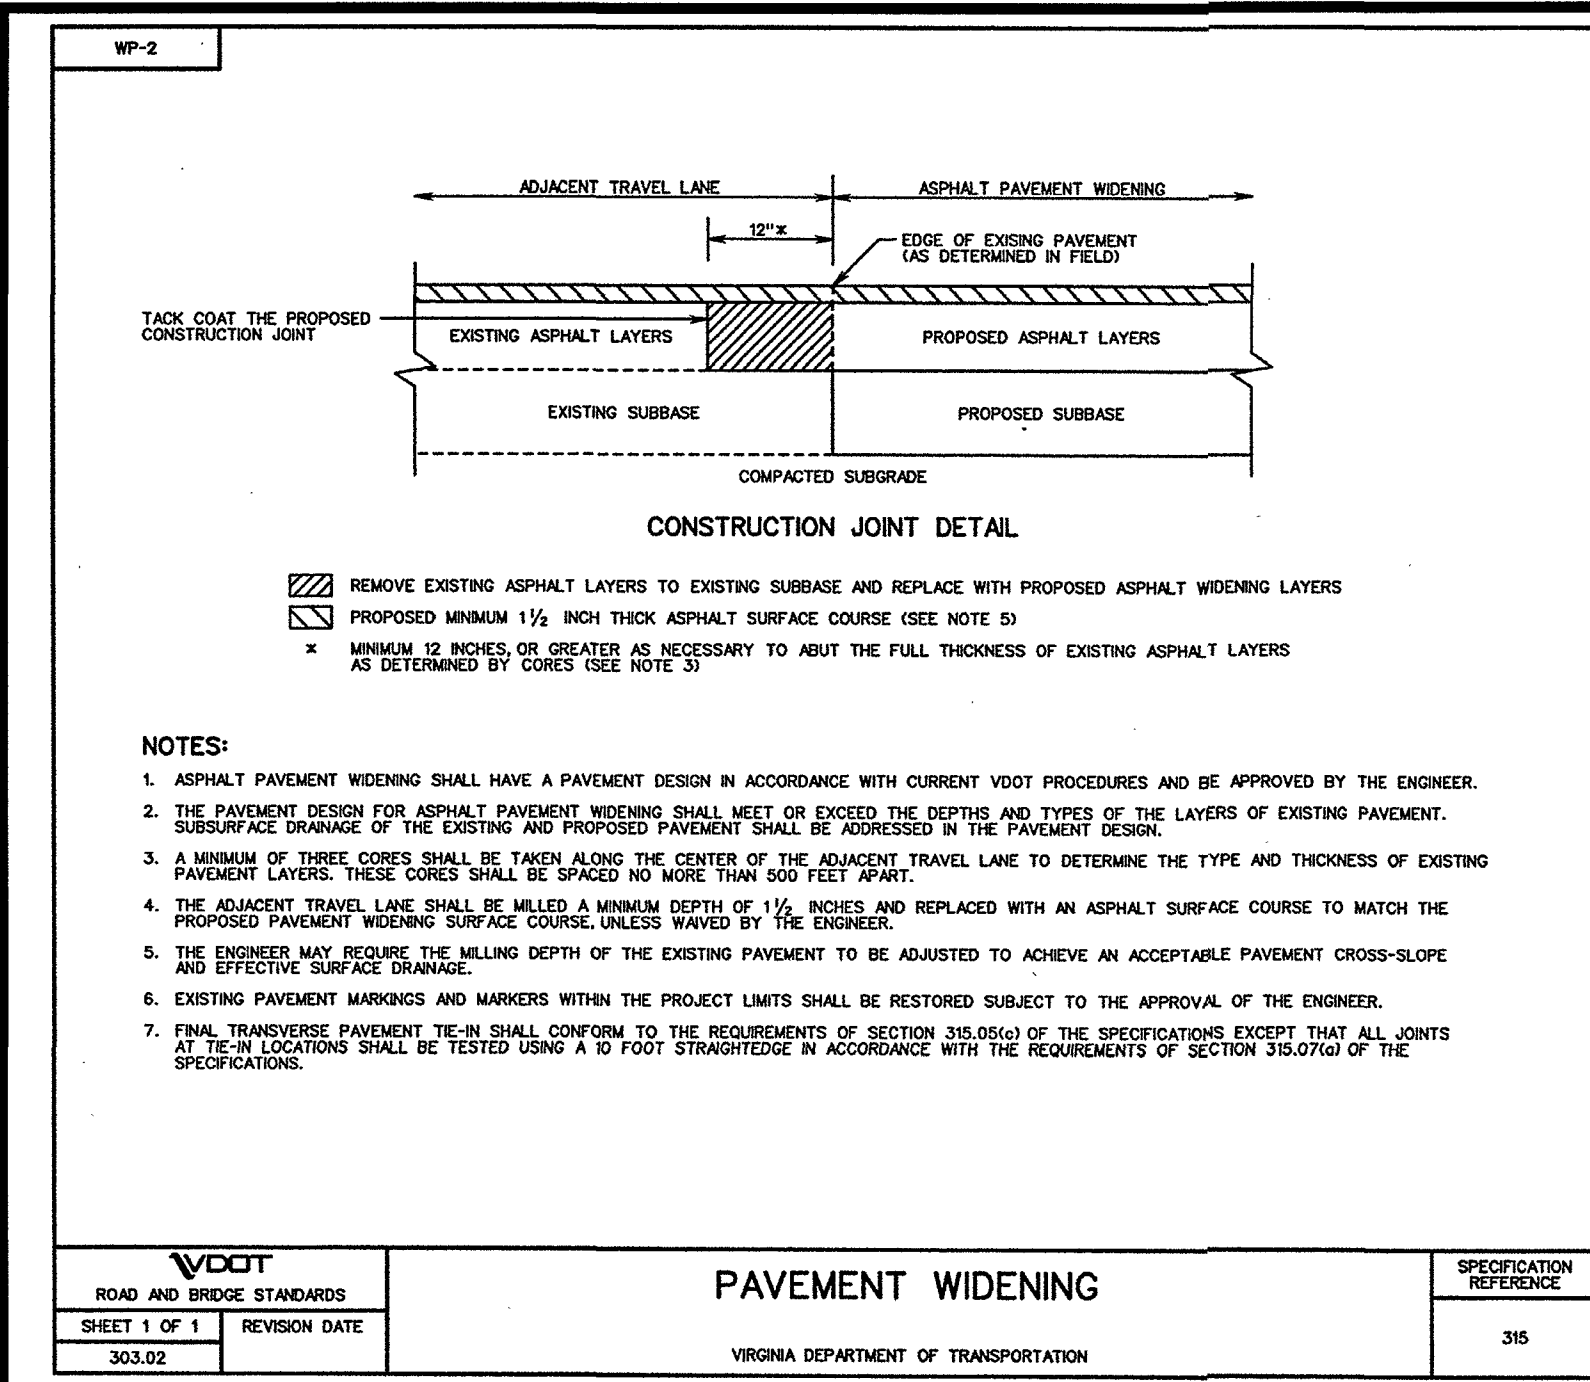 WP-2
ADJACENT TRAVEL LANE
ASPHALT PAVEMENT WIDENING
12"*
EDGE OF EXISING PAVEMENT
(AS DETERMINED IN FIELD)
TACK COAT THE PROPOSED
CONSTRUCTION JOINT
EXISTING ASPHALT LAYERS
PROPOSED ASPHALT LAYERS
EXISTING SUBBASE
PROPOSED SUBBASE
COMPACTED SUBGRADE
CONSTRUCTION JOINT DETAIL
REMOVE EXISTING ASPHALT LAYERS TO EXISTING SUBBASE AND REPLACE WITH PROPOSED ASPHALT WIDENING LAYERS
PROPOSED MINIMUM 1 1/2 INCH THICK ASPHALT SURFACE COURSE (SEE NOTE 5)
* MINIMUM 12 INCHES, OR GREATER AS NECESSARY TO ABUT THE FULL THICKNESS OF EXISTING ASPHALT LAYERS
AS DETERMINED BY CORES (SEE NOTE 3)
NOTES:
1. ASPHALT PAVEMENT WIDENING SHALL HAVE A PAVEMENT DESIGN IN ACCORDANCE WITH CURRENT VDOT PROCEDURES AND BE APPROVED BY THE ENGINEER.
2. THE PAVEMENT DESIGN FOR ASPHALT PAVEMENT WIDENING SHALL MEET OR EXCEED THE DEPTHS AND TYPES OF THE LAYERS OF EXISTING PAVEMENT.
SUBSURFACE DRAINAGE OF THE EXISTING AND PROPOSED PAVEMENT SHALL BE ADDRESSED IN THE PAVEMENT DESIGN.
3. A MINIMUM OF THREE CORES SHALL BE TAKEN ALONG THE CENTER OF THE ADJACENT TRAVEL LANE TO DETERMINE THE TYPE AND THICKNESS OF EXISTING
PAVEMENT LAYERS. THESE CORES SHALL BE SPACED NO MORE THAN 500 FEET APART.
4. THE ADJACENT TRAVEL LANE SHALL BE MILLED A MINIMUM DEPTH OF 1 1/2 INCHES AND REPLACED WITH AN ASPHALT SURFACE COURSE TO MATCH THE
PROPOSED PAVEMENT WIDENING SURFACE COURSE, UNLESS WAIVED BY THE ENGINEER.
5. THE ENGINEER MAY REQUIRE THE MILLING DEPTH OF THE EXISTING PAVEMENT TO BE ADJUSTED TO ACHIEVE AN ACCEPTABLE PAVEMENT CROSS-SLOPE
AND EFFECTIVE SURFACE DRAINAGE.
6. EXISTING PAVEMENT MARKINGS AND MARKERS WITHIN THE PROJECT LIMITS SHALL BE RESTORED SUBJECT TO THE APPROVAL OF THE ENGINEER.
7. FINAL TRANSVERSE PAVEMENT TIE-IN SHALL CONFORM TO THE REQUIREMENTS OF SECTION 315.05(c) OF THE SPECIFICATIONS EXCEPT THAT ALL JOINTS
AT TIE-IN LOCATIONS SHALL BE TESTED USING A 10 FOOT STRAIGHTEDGE IN ACCORDANCE WITH THE REQUIREMENTS OF SECTION 315.07(a) OF THE
SPECIFICATIONS.
VDOT
ROAD AND BRIDGE STANDARDS
SHEET 1 OF 1
REVISION DATE
303.02
PAVEMENT WIDENING
VIRGINIA DEPARTMENT OF TRANSPORTATION
SPECIFICATION
REFERENCE
315